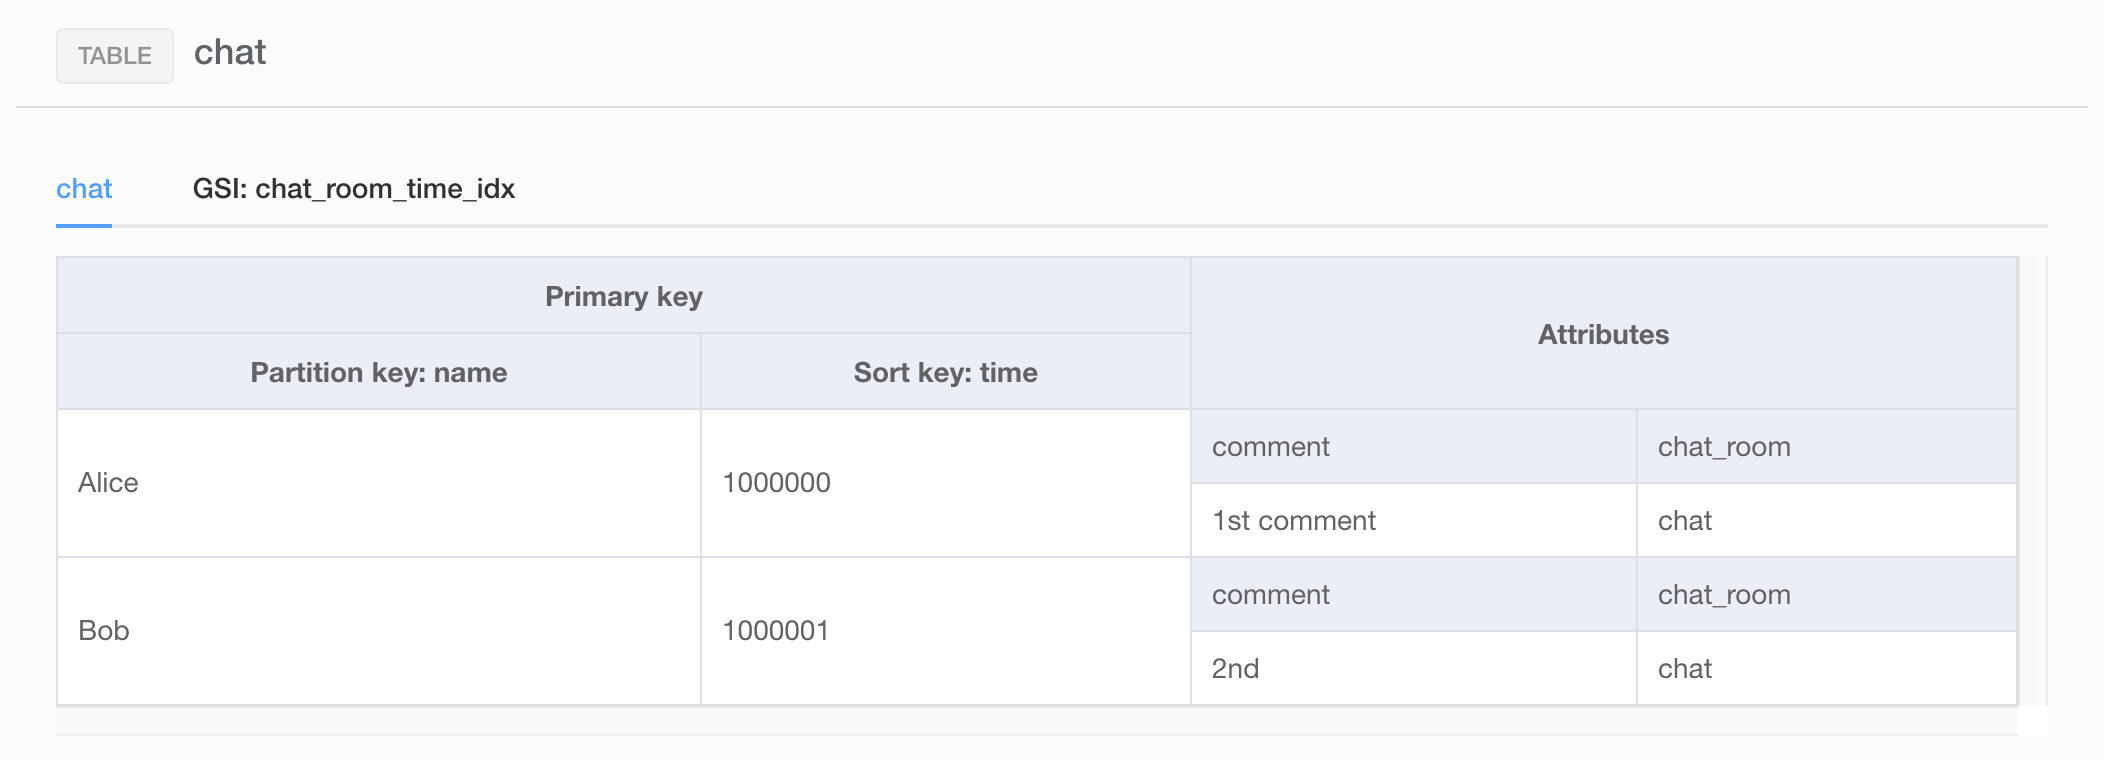 TABLE chat
chat GSI: chat_room_time_idx
Primary key
Attributes
Partition key: name Sort key: time
comment chat_room
Alice 1000000
1st comment chat
comment chat_room
Bob 1000001
2nd chat